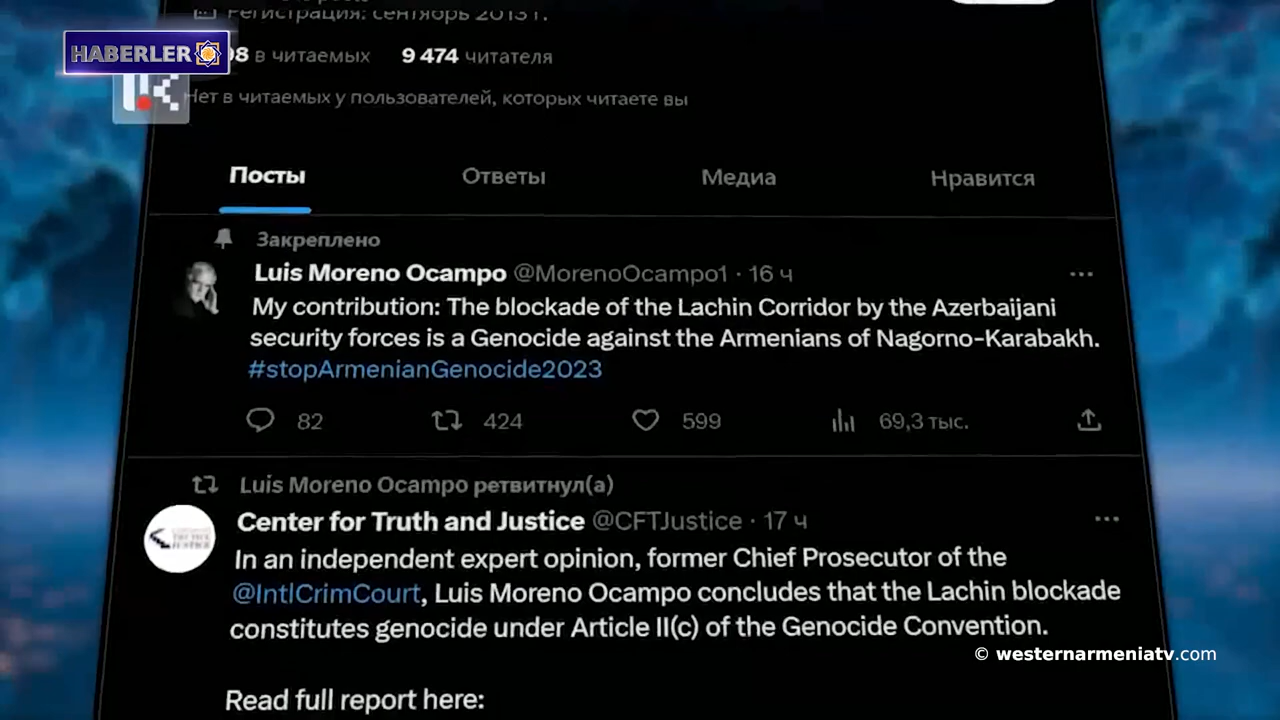 Регистрация: сентябрь 2013 г.
HABERLER
98 в читаемых 9 474 читателя
Нет в читаемых у пользователей, которых читаете вы
Посты Ответы Медиа Нравится
Закреплено
Luis Moreno Ocampo @MorenoOcampo1 · 16 ч
My contribution: The blockade of the Lachin Corridor by the Azerbaijani
security forces is a Genocide against the Armenians of Nagorno-Karabakh.
#stopArmenianGenocide2023
82 424 599 69,3 тыс.
Luis Moreno Ocampo ретвитнул(а)
Center for Truth and Justice @CFTJustice · 17 ч
In an independent expert opinion, former Chief Prosecutor of the
@IntlCrimCourt, Luis Moreno Ocampo concludes that the Lachin blockade
constitutes genocide under Article II(c) of the Genocide Convention.
© westernarmeniatv.com
Read full report here: